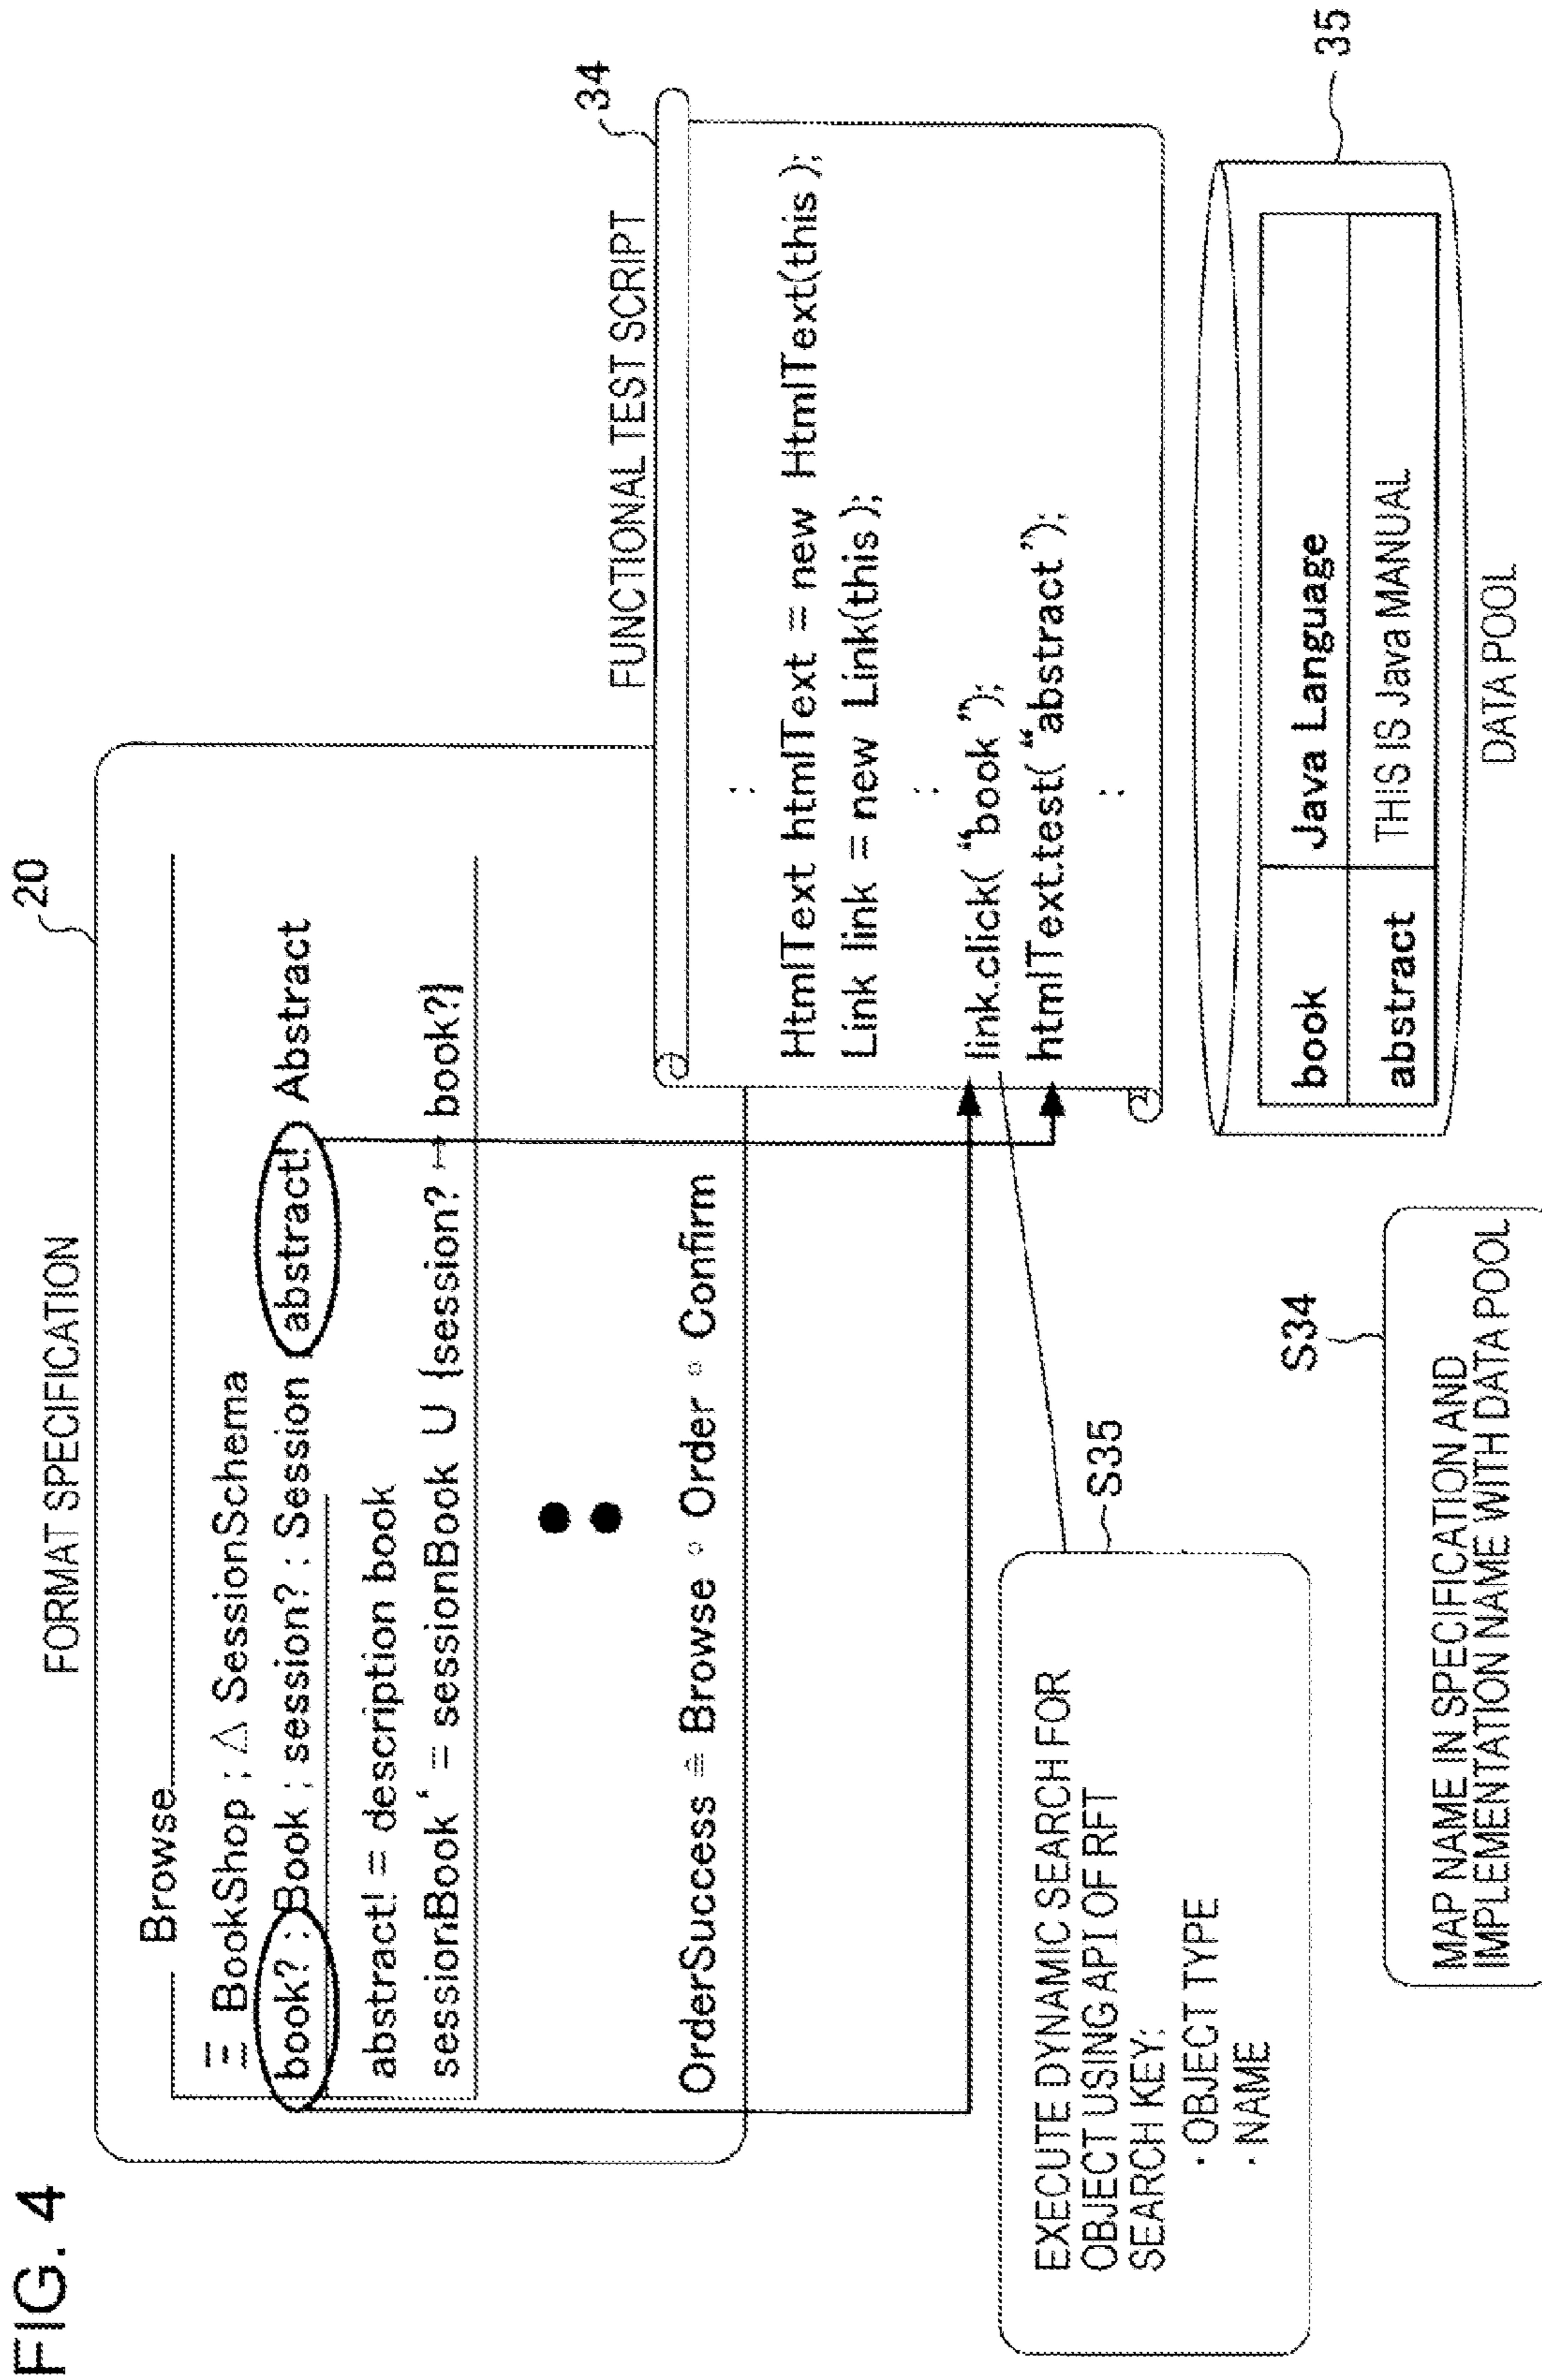 FIG. 4
FORMAT SPECIFICATION
20
Browse
Ξ BookShop ; Δ SessionSchema
book? : Book ; session? : Session ; abstract! : Abstract
abstract! = description book
sessionBook ‘ = sessionBook U {session? ↦ book?}
OrderSuccess ≙ Browse ◦ Order ◦ Confirm
FUNCTIONAL TEST SCRIPT
34
:
HtmlText htmlText = new HtmlText(this);
Link link = new Link(this);
:
link.click( “book”);
htmlText.test( “abstract”);
:
EXECUTE DYNAMIC SEARCH FOR
OBJECT USING API OF RFT
SEARCH KEY:
· OBJECT TYPE
· NAME
S35
35
book Java Language
abstract THIS IS Java MANUAL
DATA POOL
S34
MAP NAME IN SPECIFICATION AND
IMPLEMENTATION NAME WITH DATA POOL